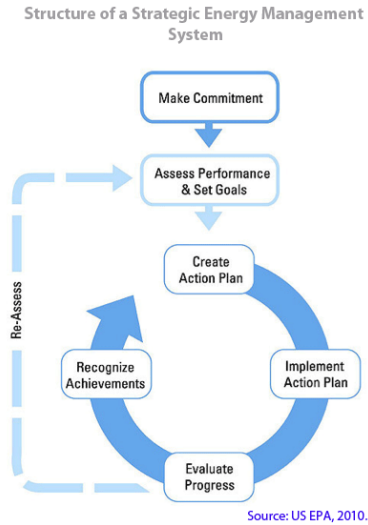 Structure of a Strategic Energy Management
System
Make Commitment
Assess Performance
& Set Goals
Create
Action Plan
Re-Assess
Recognize
Achievements
Implement
Action Plan
Evaluate
Progress
Source: US EPA, 2010.